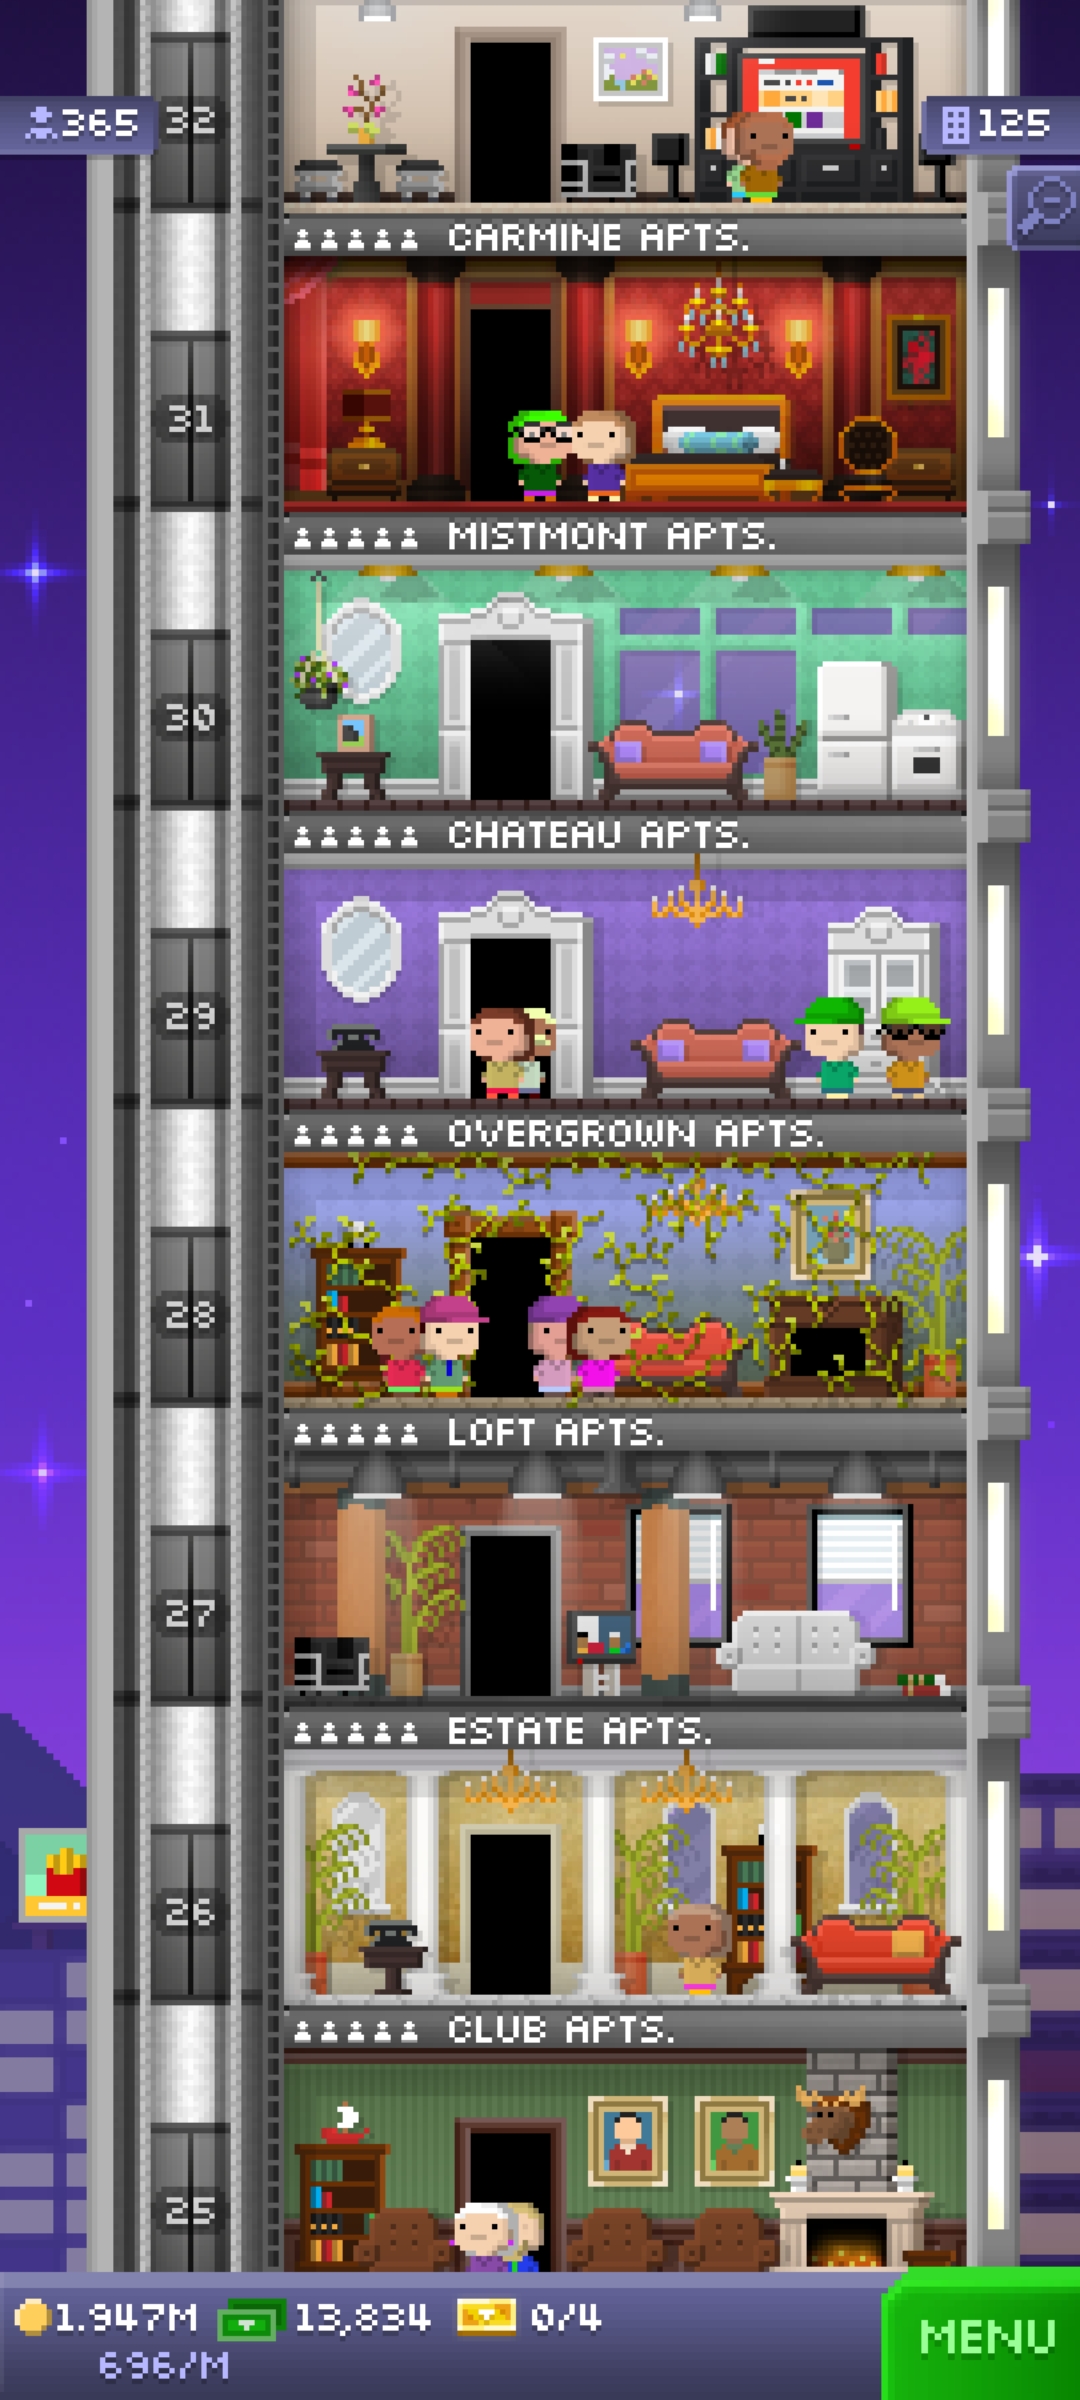 365
32
125
CARMINE APTS.
31
MISTMONT APTS.
30
CHATEAU APTS.
29
OVERGROWN APTS.
28
LOFT APTS.
27
ESTATE APTS.
26
CLUB APTS.
25
1.947M 13,834 0/4
696/M
MENU